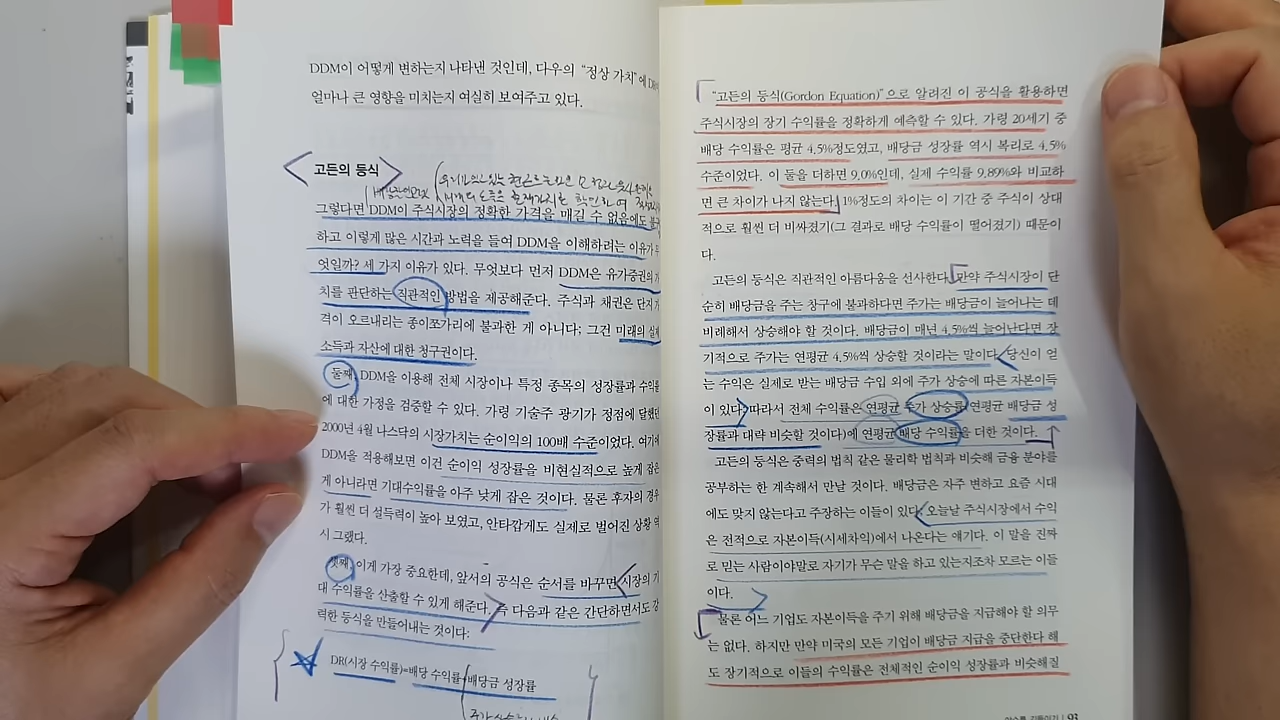 DDM이 어떻게 변하는지 나타낸 것인데, 다우의 “정상 가치”에
얼마나 큰 영향을 미치는지 여실히 보여주고 있다.
고든의 등식
그렇다면 DDM이 주식시장의 정확한 가격을 매길 수 없음에도
하고 이렇게 많은 시간과 노력을 들여 DDM을 이해하려는 이유가
엇일까? 세 가지 이유가 있다. 무엇보다 먼저 DDM은 유가증권의
치를 판단하는 직관적인 방법을 제공해준다. 주식과 채권은 단지
격이 오르내리는 종이쪼가리에 불과한 게 아니다; 그건 미래의
소득과 자산에 대한 청구권이다.
둘째, DDM을 이용해 전체 시장이나 특정 종목의 성장률과
에 대한 가정을 검증할 수 있다. 가령 기술주 광기가 정점에 달했던
2000년 4월 나스닥의 시장가치는 순이익의 100배 수준이었다. 여기에
DDM을 적용해보면 이건 순이익 성장률을 비현실적으로 높게 잡은
게 아니라면 기대수익률을 아주 낮게 잡은 것이다. 물론 후자의 경우
가 훨씬 더 설득력이 높아 보였고, 안타깝게도 실제로 벌어진 상황
시 그랬다.
셋째, 이게 가장 중요한데, 앞서의 공식은 순서를 바꾸면 시장의 기
대 수익률을 산출할 수 있게 해준다. 즉 다음과 같은 간단하면서도 강
력한 등식을 만들어내는 것이다:
DR(시장 수익률)=배당 수익률+배당금 성장률
“고든의 등식(Gordon Equation)”으로 알려진 이 공식을 활용하면
주식시장의 장기 수익률을 정확하게 예측할 수 있다. 가령 20세기 중
배당 수익률은 평균 4.5%정도였고, 배당금 성장률 역시 복리로 4.5%
수준이었다. 이 둘을 더하면 9.0%인데, 실제 수익률 9.89%와 비교하
면 큰 차이가 나지 않는다. 1%정도의 차이는 이 기간 중 주식이 상대
적으로 훨씬 더 비싸졌기(그 결과로 배당 수익률이 떨어졌기) 때문이
다.
고든의 등식은 직관적인 아름다움을 선사한다. 만약 주식시장이 단
순히 배당금을 주는 창구에 불과하다면 주가는 배당금이 늘어나는 데
비례해서 상승해야 할 것이다. 배당금이 매년 4.5%씩 늘어난다면 장
기적으로 주가는 연평균 4.5%씩 상승할 것이라는 말이다. 당신이 얻
는 수익은 실제로 받는 배당금 수입 외에 주가 상승에 따른 자본이득
이 있다. 따라서 전체 수익률은 연평균 주가 상승률(연평균 배당금 성
장률과 대략 비슷할 것이다)에 연평균 배당 수익률을 더한 것이다.
고든의 등식은 중력의 법칙 같은 물리학 법칙과 비슷해 금융 분야를
공부하는 한 계속해서 만날 것이다. 배당금은 자주 변하고 요즘 시대
에도 맞지 않는다고 주장하는 이들이 있다. 오늘날 주식시장에서 수익
은 전적으로 자본이득(시세차익)에서 나온다는 얘기다. 이 말을 진짜
로 믿는 사람이야말로 자기가 무슨 말을 하고 있는지조차 모르는 이들
이다.
물론 어느 기업도 자본이득을 주기 위해 배당금을 지급해야 할 의무
는 없다. 하지만 만약 미국의 모든 기업이 배당금 지급을 중단한다 해
도 장기적으로 이들의 수익률은 전체적인 순이익 성장률과 비슷해질
93